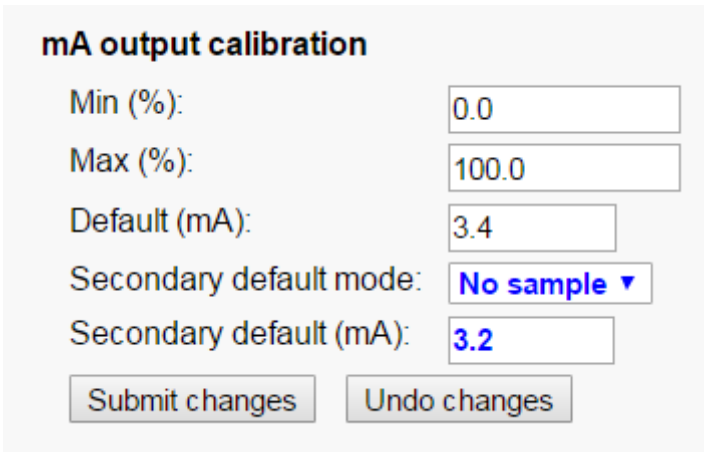 mA output calibration
Min (%): 0.0
Max (%): 100.0
Default (mA): 3.4
Secondary default mode: No sample ▼
Secondary default (mA): 3.2
Submit changes Undo changes